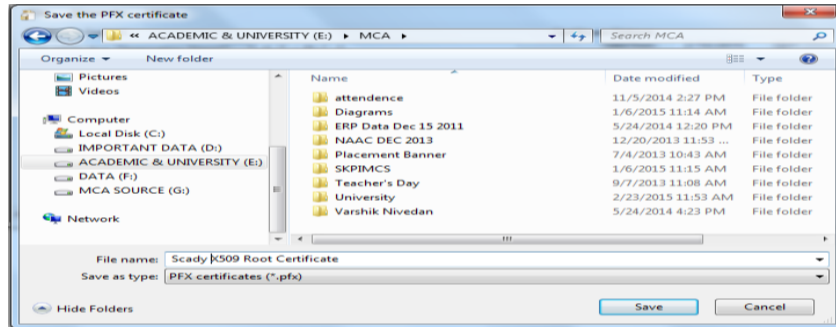 Save the PFX certificate
« ACADEMIC & UNIVERSITY (E:) ▸ MCA ▸
Search MCA
Organize
New folder
Pictures
Videos
Computer
Local Disk (C:)
IMPORTANT DATA (D:)
ACADEMIC & UNIVERSITY (E:)
DATA (F:)
MCA SOURCE (G:)
Network
Name Date modified Type
attendence 11/5/2014 2:27 PM File folder
Diagrams 1/6/2015 11:14 AM File folder
ERP Data Dec 15 2011 5/24/2014 12:20 PM File folder
NAAC DEC 2013 12/20/2013 11:53 ... File folder
Placement Banner 7/4/2013 10:43 AM File folder
SKPIMCS 1/6/2015 11:15 AM File folder
Teacher's Day 9/7/2013 11:08 AM File folder
University 2/23/2015 11:53 AM File folder
Varshik Nivedan 5/24/2014 4:23 PM File folder
File name: Scady X509 Root Certificate
Save as type: PFX certificates (*.pfx)
Hide Folders
Save
Cancel